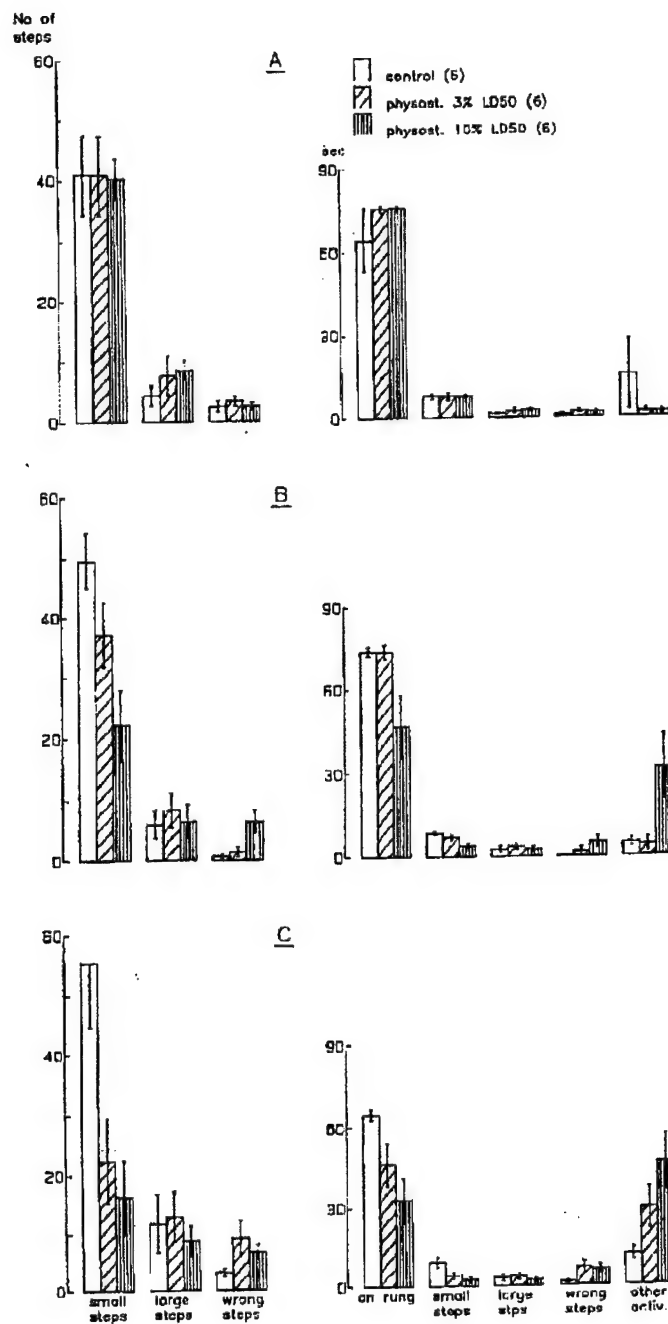 No of
steps
A
control (6)
physost. 3% LD50 (6)
physost. 10% LD50 (6)
sec
60
40
20
0
90
60
30
0
B
60
40
20
0
90
60
30
0
C
60
40
20
0
90
60
30
0
small
steps
large
steps
wrong
steps
on rung
small
steps
large
stps
wrong
steps
other
activ.